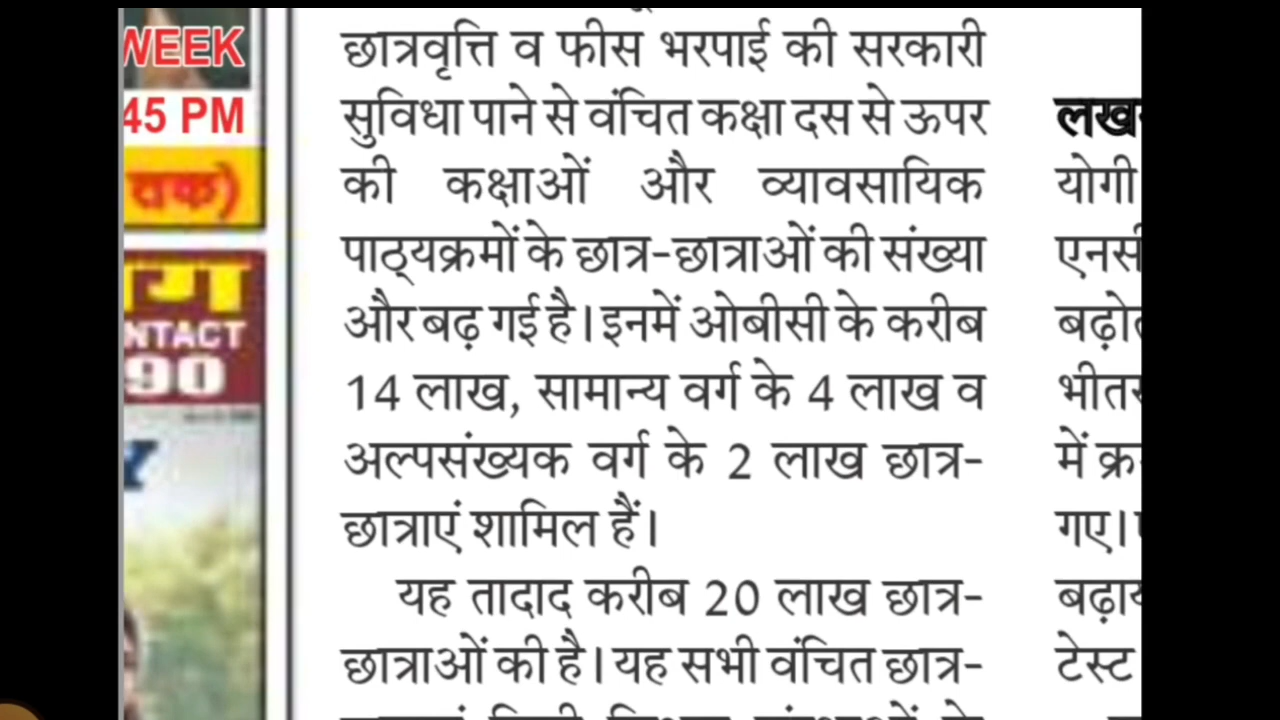 WEEK
45 PM
तक)
NTACT
90
छात्रवृत्ति व फीस भरपाई की सरकारी
सुविधा पाने से वंचित कक्षा दस से ऊपर
की कक्षाओं और व्यावसायिक
पाठ्यक्रमों के छात्र-छात्राओं की संख्या
और बढ़ गई है। इनमें ओबीसी के करीब
14 लाख, सामान्य वर्ग के 4 लाख व
अल्पसंख्यक वर्ग के 2 लाख छात्र-
छात्राएं शामिल हैं।
यह तादाद करीब 20 लाख छात्र-
छात्राओं की है। यह सभी वंचित छात्र-
योगी
में क्र
गए।
टेस्ट